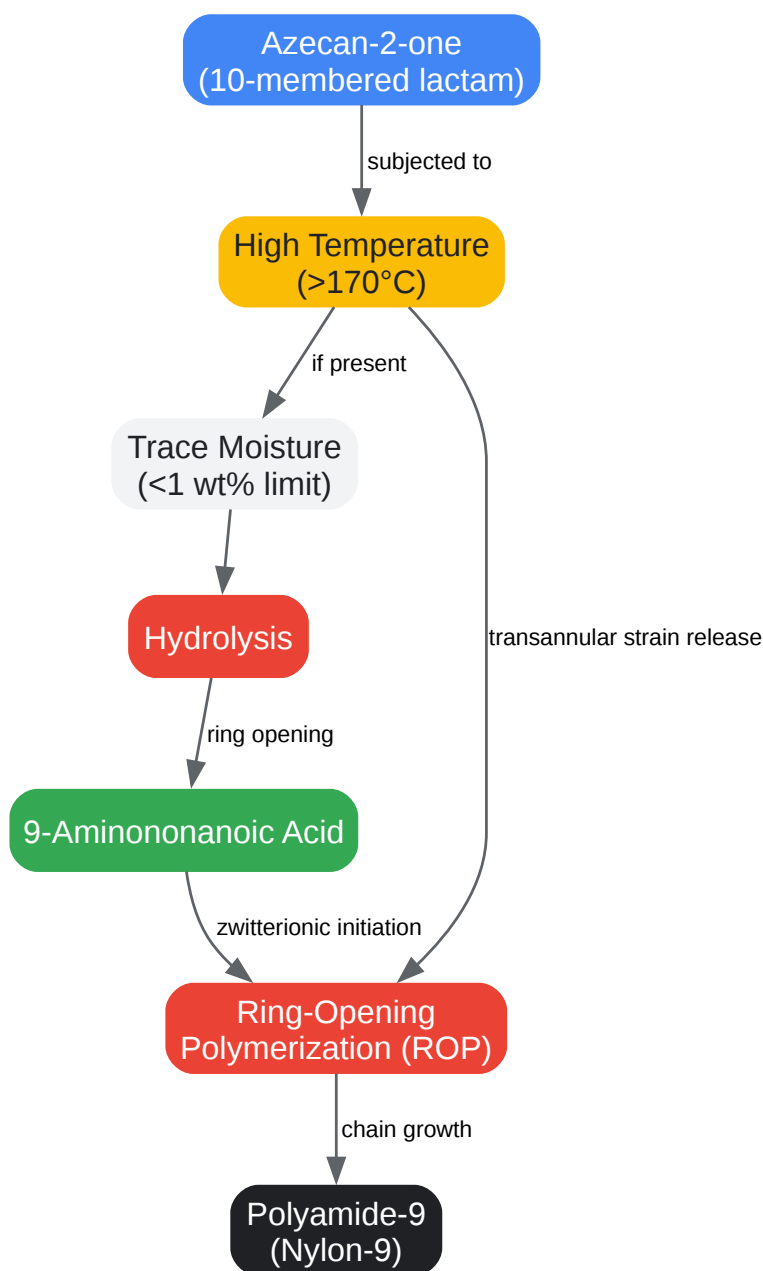 Azecan-2-one
(10-membered lactam)
subjected to
High Temperature
(>170°C)
if present
Trace Moisture
(<1 wt% limit)
Hydrolysis
transannular strain release
ring opening
9-Aminononanoic Acid
zwitterionic initiation
Ring-Opening
Polymerization (ROP)
chain growth
Polyamide-9
(Nylon-9)